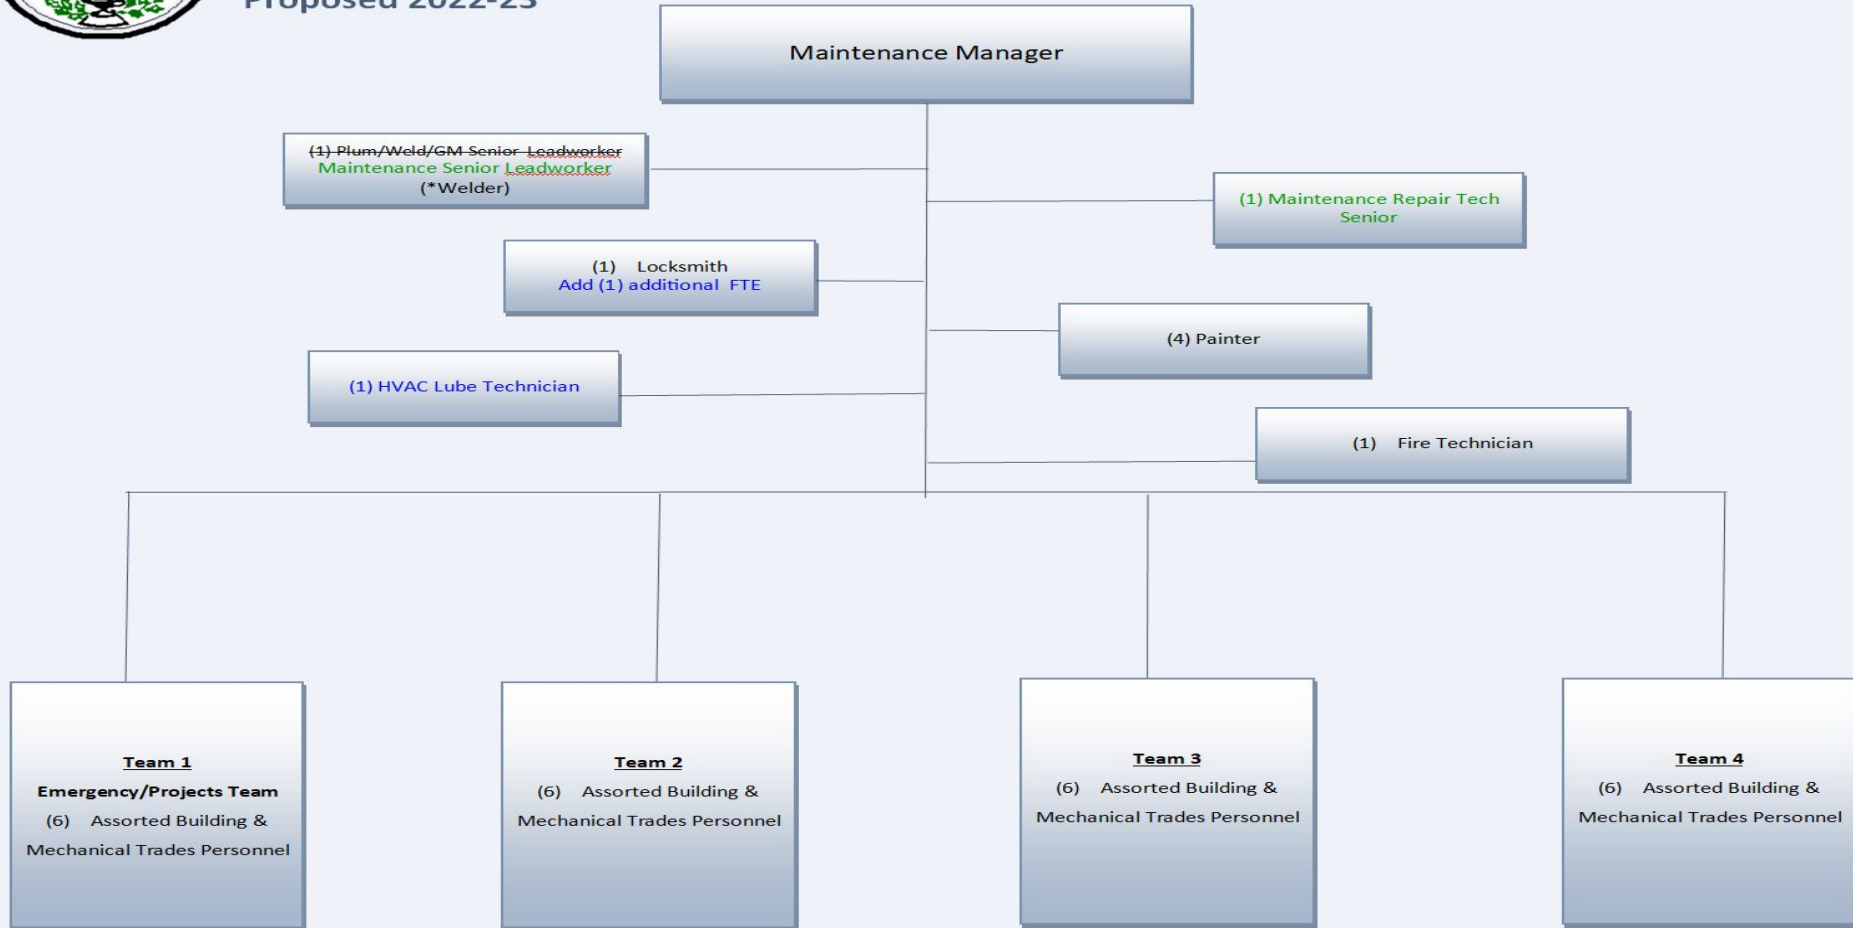 Proposed 2022-23
Maintenance Manager
(1) Plum/Weld/GM Senior Leadworker
Maintenance Senior Leadworker
(*Welder)
(1) Maintenance Repair Tech
Senior
(1) Locksmith
Add (1) additional FTE
(4) Painter
(1) HVAC Lube Technician
(1) Fire Technician
Team 1
Emergency/Projects Team
(6) Assorted Building &
Mechanical Trades Personnel
Team 2
(6) Assorted Building &
Mechanical Trades Personnel
Team 3
(6) Assorted Building &
Mechanical Trades Personnel
Team 4
(6) Assorted Building &
Mechanical Trades Personnel